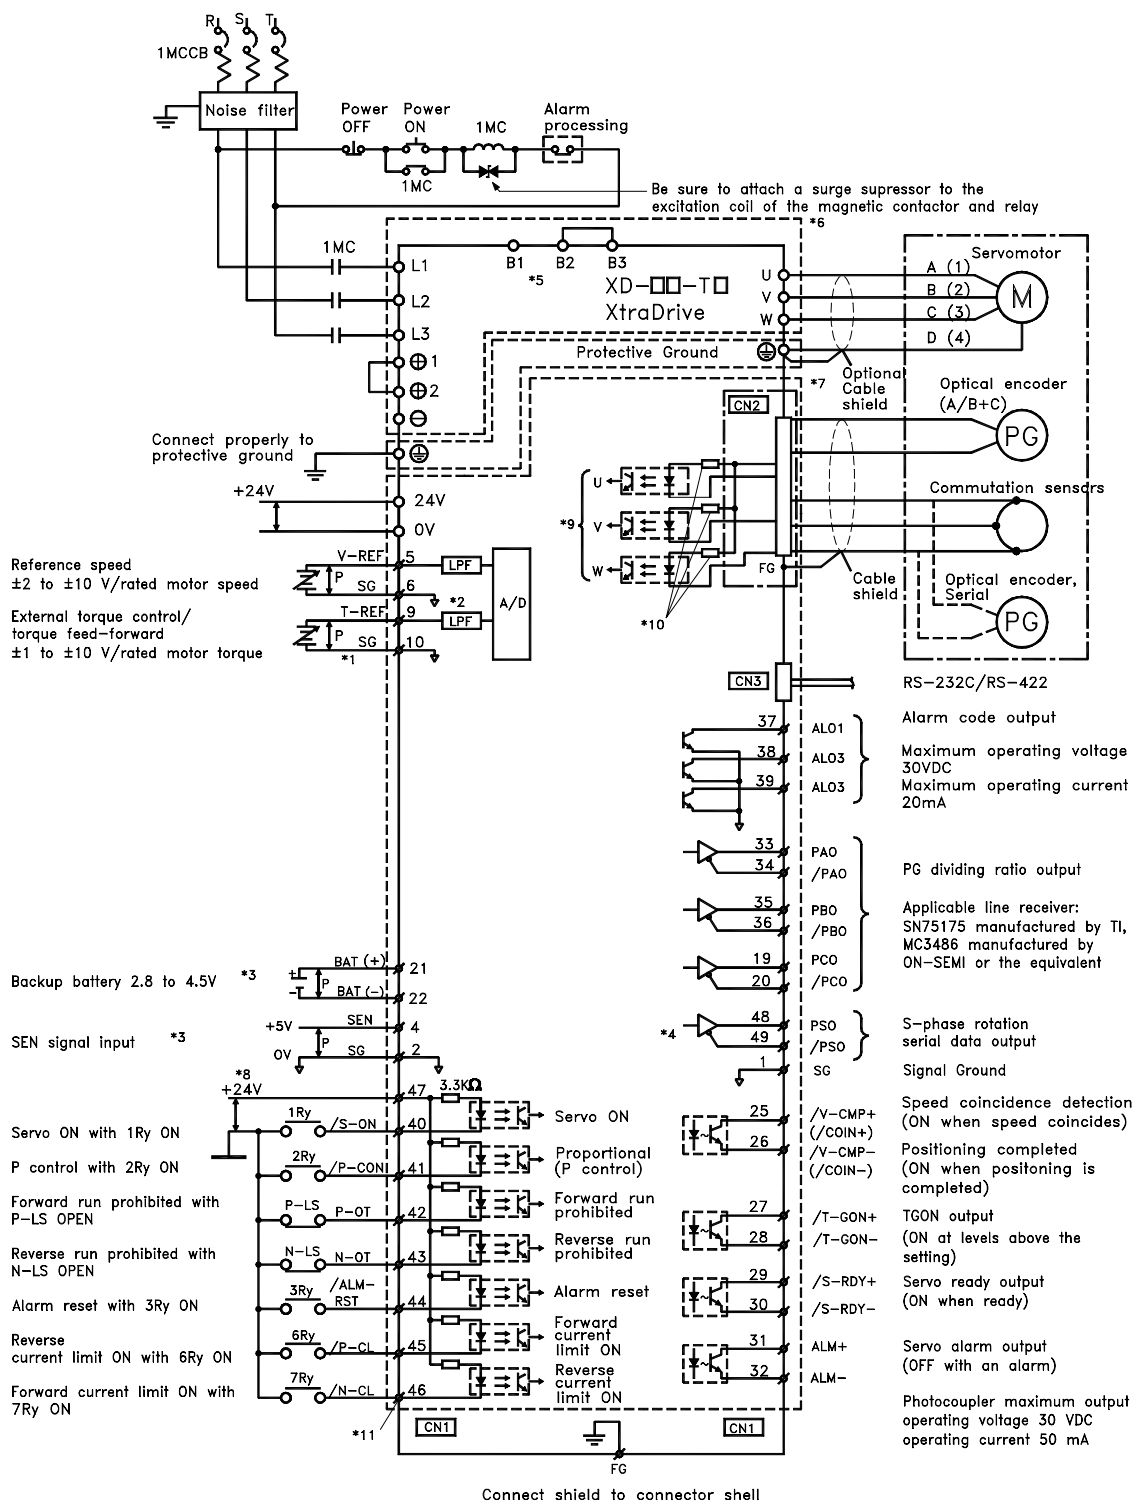 R S T
1MCCB
Noise filter
Power
OFF
Power
ON
1MC
1MC
Alarm
processing
Be sure to attach a surge supressor to the
excitation coil of the magnetic contactor and relay
*6
1MC
L1
L2
L3
⊕1
⊕2
⊖
B1 B2 B3
*5
XD-□□-T□
XtraDrive
U
V
W
Protective Ground
Servomotor
A (1)
B (2)
C (3)
D (4)
M
Optional
Cable
shield
*7
CN2
Optical encoder
(A/B+C)
PG
Commutation sensors
Optical encoder,
Serial
PG
Cable
shield
FG
*9
U
V
W
*10
Connect properly to
protective ground
+24V
24V
0V
Reference speed
±2 to ±10 V/rated motor speed
V-REF 5
P
SG 6
LPF
A/D
External torque control/
torque feed-forward
±1 to ±10 V/rated motor torque
T-REF 9
P
SG 10
*1
*2
LPF
CN3
RS-232C/RS-422
37 ALO1
38 ALO3
39 ALO3
Alarm code output
Maximum operating voltage
30VDC
Maximum operating current
20mA
33 PAO
34 /PAO
35 PBO
36 /PBO
19 PCO
20 /PCO
PG dividing ratio output
Applicable line receiver:
SN75175 manufactured by TI,
MC3486 manufactured by
ON-SEMI or the equivalent
*4
48 PSO
49 /PSO
S-phase rotation
serial data output
1 SG
Signal Ground
Backup battery 2.8 to 4.5V
*3
+
-
P
BAT (+) 21
BAT (-) 22
SEN signal input
*3
+5V
0V
P
SEN 4
SG 2
*8
+24V
47
3.3KΩ
Servo ON with 1Ry ON
1Ry
/S-ON 40
Servo ON
P control with 2Ry ON
2Ry
/P-CON 41
Proportional
(P control)
Forward run prohibited with
P-LS OPEN
P-LS
P-OT 42
Forward run
prohibited
Reverse run prohibited with
N-LS OPEN
N-LS
N-OT 43
Reverse run
prohibited
Alarm reset with 3Ry ON
3Ry
/ALM-
RST 44
Alarm reset
Reverse
current limit ON with 6Ry ON
6Ry
/P-CL 45
Forward
current
limit ON
Forward current limit ON with
7Ry ON
7Ry
/N-CL 46
Reverse
current
limit ON
*11
25 /V-CMP+
(/COIN+)
26 /V-CMP-
(/COIN-)
Speed coincidence detection
(ON when speed coincides)
Positioning completed
(ON when positoning is
completed)
27 /T-GON+
28 /T-GON-
TGON output
(ON at levels above the
setting)
29 /S-RDY+
30 /S-RDY-
Servo ready output
(ON when ready)
31 ALM+
32 ALM-
Servo alarm output
(OFF with an alarm)
Photocoupler maximum output
operating voltage 30 VDC
operating current 50 mA
CN1
CN1
FG
Connect shield to connector shell